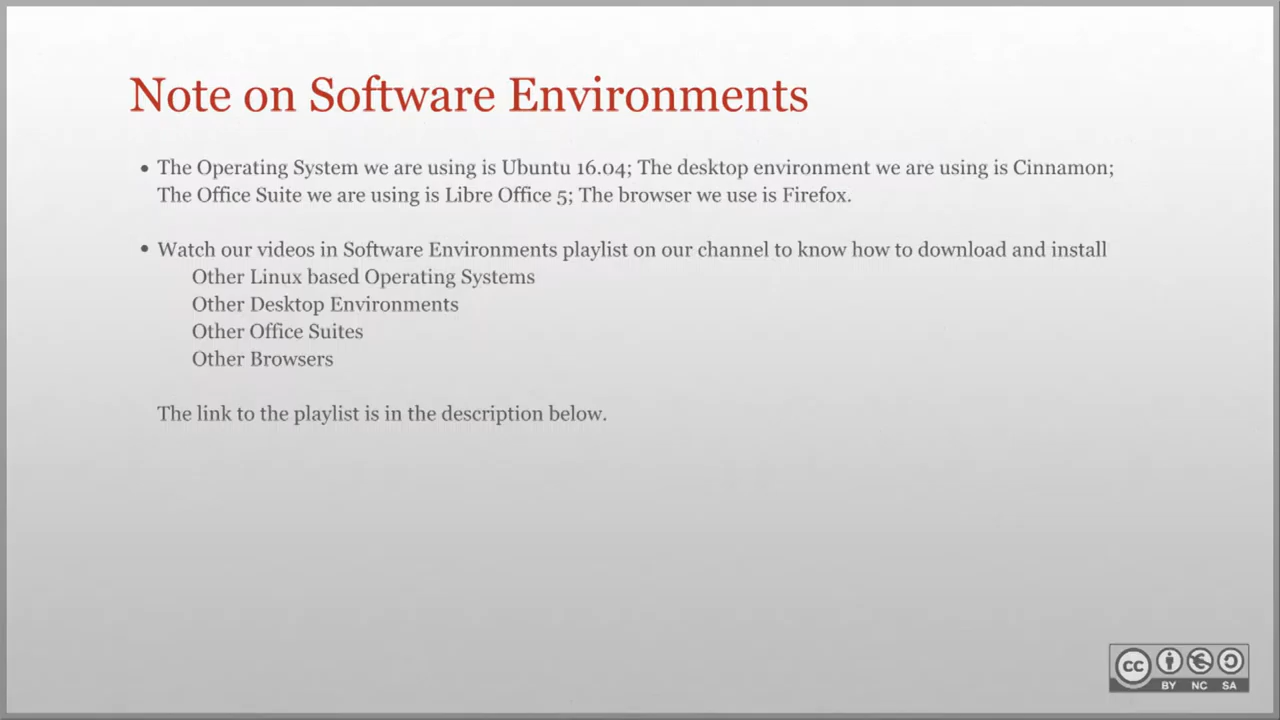 Note on Software Environments
• The Operating System we are using is Ubuntu 16.04; The desktop environment we are using is Cinnamon;
The Office Suite we are using is Libre Office 5; The browser we use is Firefox.
• Watch our videos in Software Environments playlist on our channel to know how to download and install
Other Linux based Operating Systems
Other Desktop Environments
Other Office Suites
Other Browsers
The link to the playlist is in the description below.
cc
BY NC SA